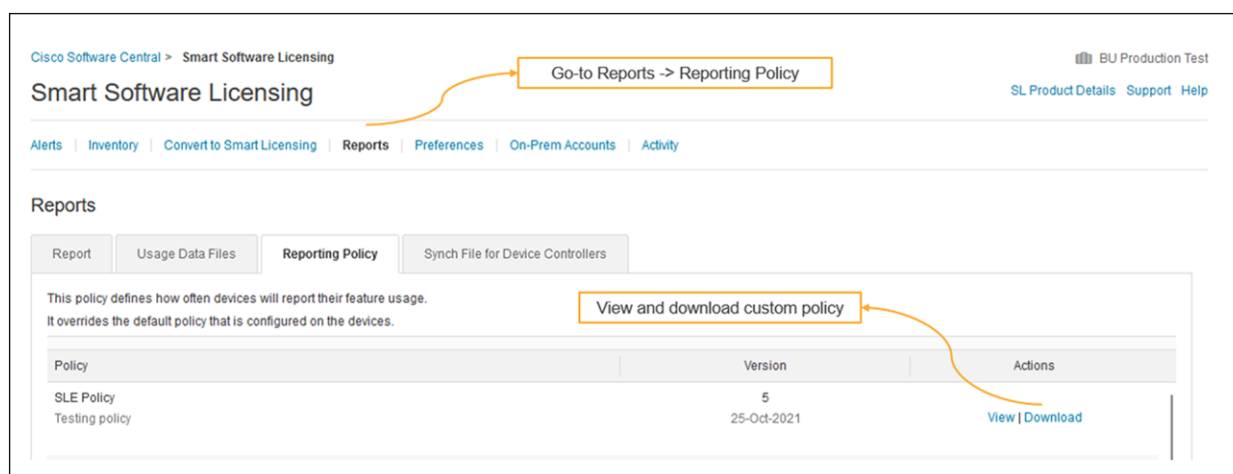 Cisco Software Central > Smart Software Licensing
BU Production Test
Go-to Reports -> Reporting Policy
Smart Software Licensing
SL Product Details Support Help
Alerts | Inventory | Convert to Smart Licensing | Reports | Preferences | On-Prem Accounts | Activity
Reports
Report Usage Data Files Reporting Policy Synch File for Device Controllers
This policy defines how often devices will report their feature usage.
It overrides the default policy that is configured on the devices.
View and download custom policy
Policy Version Actions
SLE Policy 5
Testing policy 25-Oct-2021 View | Download